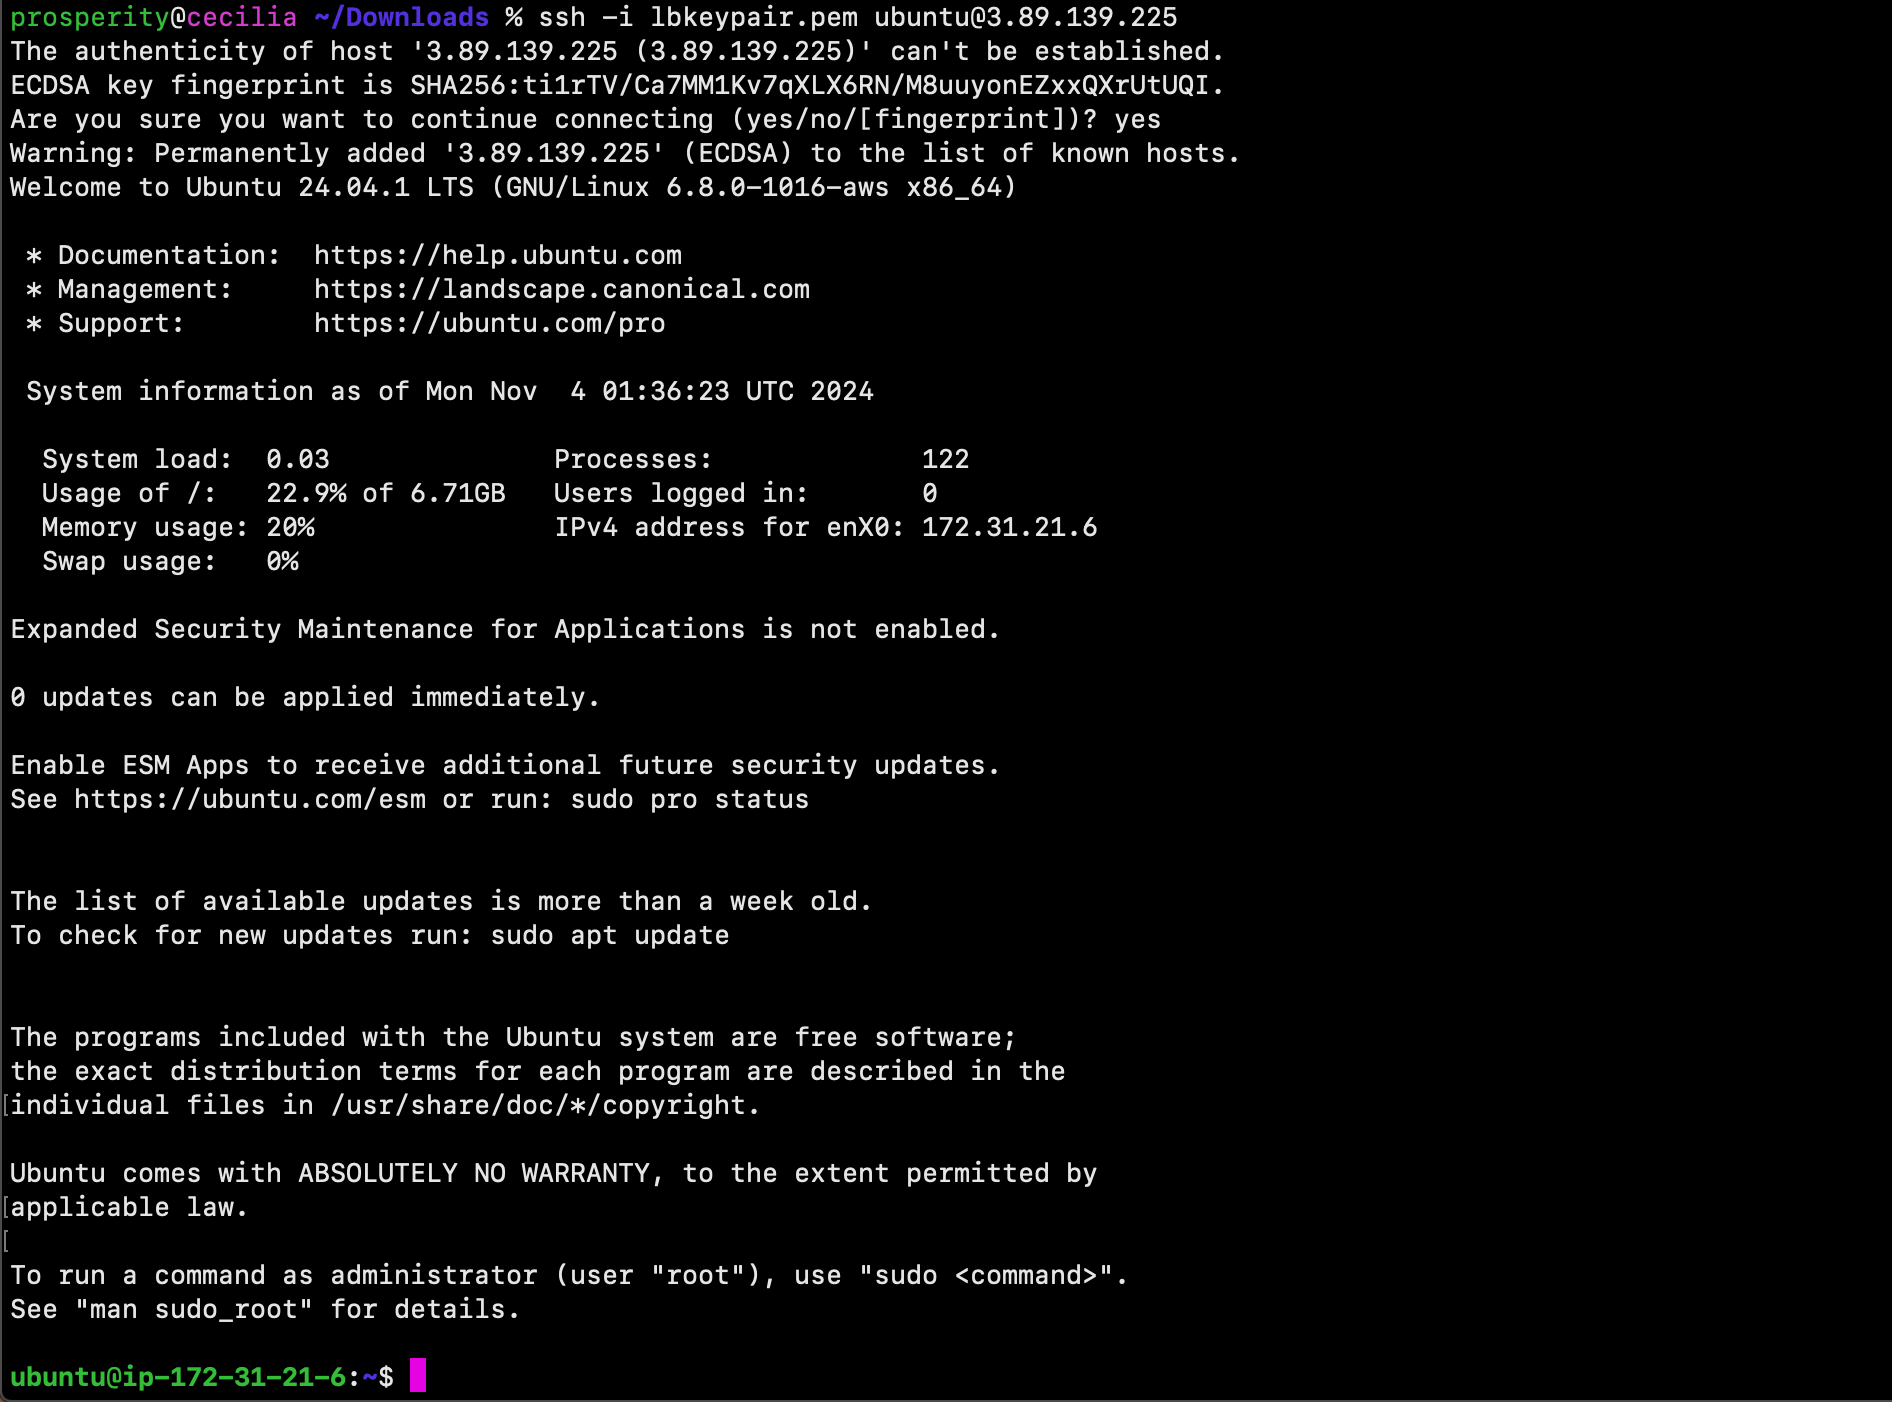 prosperity@cecilia ~/Downloads % ssh -i lbkeypair.pem ubuntu@3.89.139.225
The authenticity of host '3.89.139.225 (3.89.139.225)' can't be established.
ECDSA key fingerprint is SHA256:ti1rTV/Ca7MM1Kv7qXLX6RN/M8uuyonEZxxQXrUtUQI.
Are you sure you want to continue connecting (yes/no/[fingerprint])? yes
Warning: Permanently added '3.89.139.225' (ECDSA) to the list of known hosts.
Welcome to Ubuntu 24.04.1 LTS (GNU/Linux 6.8.0-1016-aws x86_64)

 * Documentation:  https://help.ubuntu.com
 * Management:     https://landscape.canonical.com
 * Support:        https://ubuntu.com/pro

 System information as of Mon Nov  4 01:36:23 UTC 2024

  System load:  0.03              Processes:             122
  Usage of /:   22.9% of 6.71GB   Users logged in:       0
  Memory usage: 20%               IPv4 address for enX0: 172.31.21.6
  Swap usage:   0%

Expanded Security Maintenance for Applications is not enabled.

0 updates can be applied immediately.

Enable ESM Apps to receive additional future security updates.
See https://ubuntu.com/esm or run: sudo pro status


The list of available updates is more than a week old.
To check for new updates run: sudo apt update


The programs included with the Ubuntu system are free software;
the exact distribution terms for each program are described in the
[individual files in /usr/share/doc/*/copyright.

Ubuntu comes with ABSOLUTELY NO WARRANTY, to the extent permitted by
[applicable law.
[
To run a command as administrator (user "root"), use "sudo <command>".
See "man sudo_root" for details.

ubuntu@ip-172-31-21-6:~$